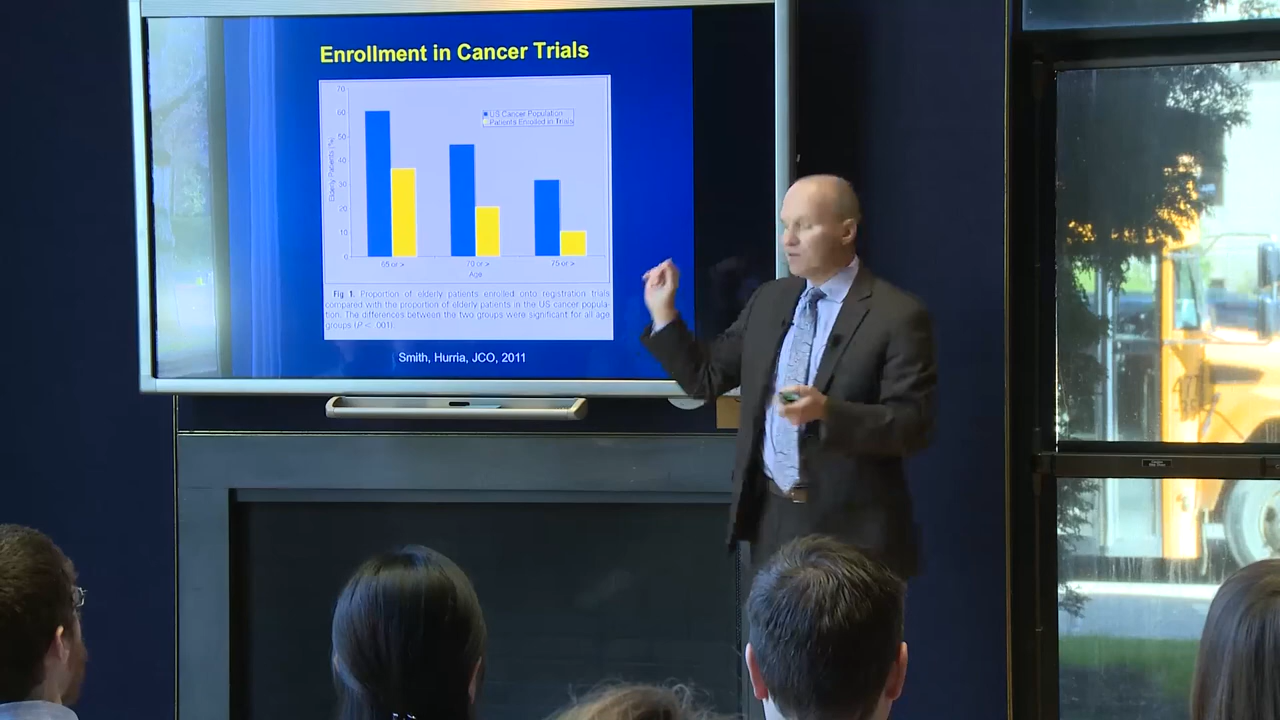 Enrollment in Cancer Trials
70
60
50
40
30
20
10
0
Elderly Patients (%)
US Cancer Population
Patients Enrolled in Trials
65 or > 70 or > 75 or >
Age
Fig 1. Proportion of elderly patients enrolled onto registration trials
compared with the proportion of elderly patients in the US cancer popula-
tion. The differences between the two groups were significant for all age
groups (P < .001).
Smith, Hurria, JCO, 2011